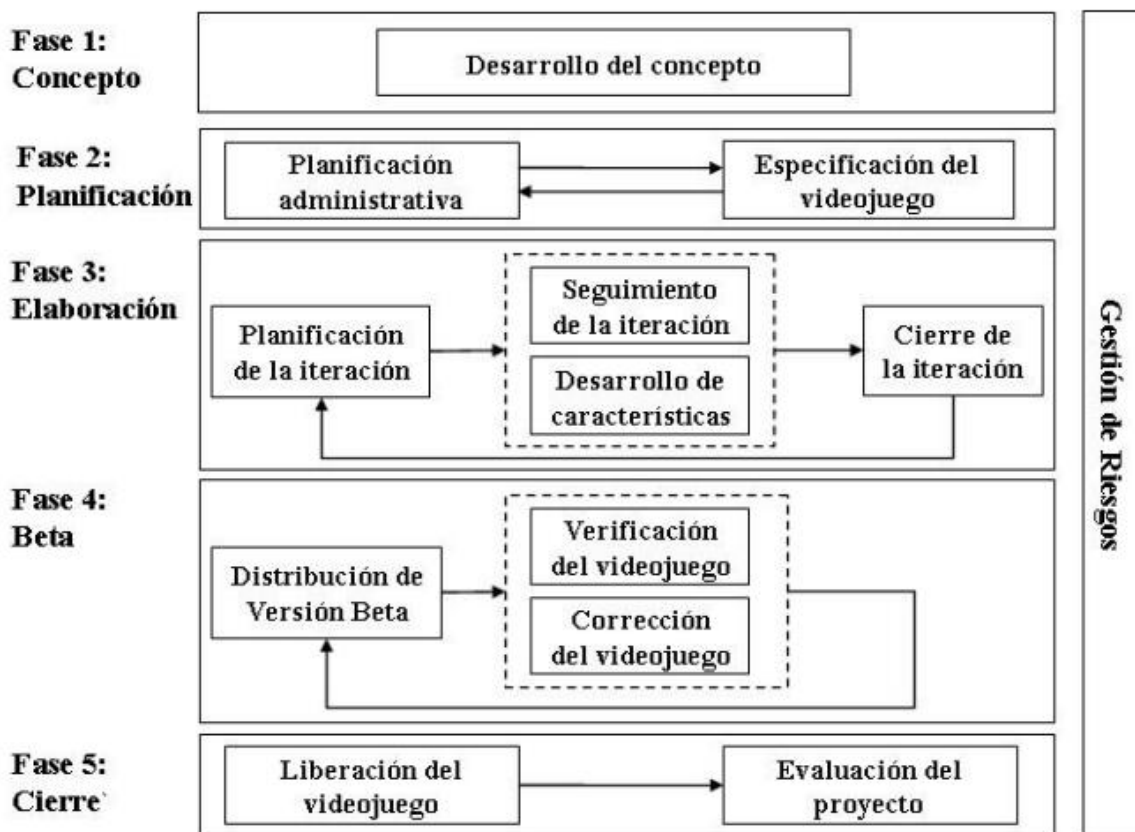 Fase 1:
Concepto
Desarrollo del concepto
Fase 2:
Planificación
Planificación
administrativa
Especificación del
videojuego
Fase 3:
Elaboración
Planificación
de la iteración
Seguimiento
de la iteración
Desarrollo de
características
Cierre de
la iteración
Fase 4:
Beta
Distribución de
Versión Beta
Verificación
del videojuego
Corrección
del videojuego
Fase 5:
Cierre
Liberación del
videojuego
Evaluación del
proyecto
Gestión de Riesgos